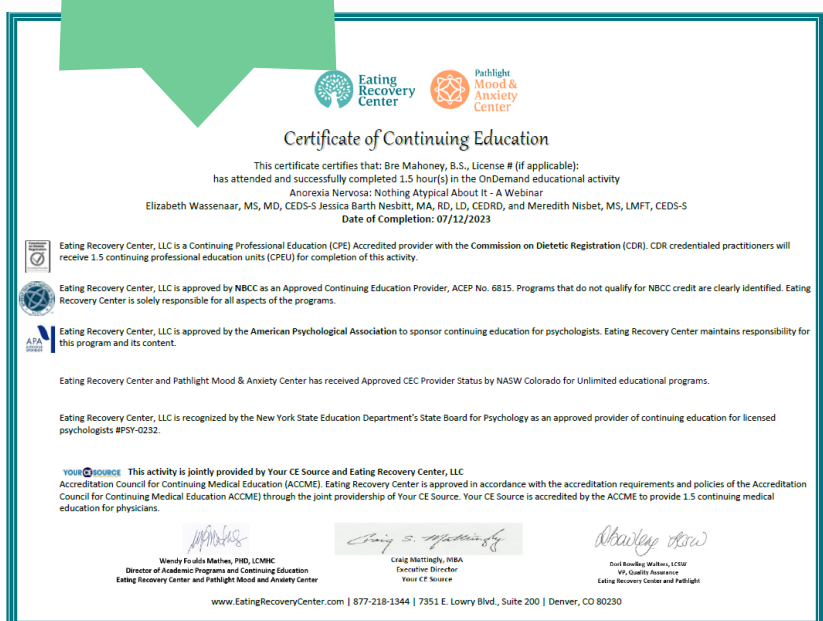 Eating
Recovery
Center
Pathlight
Mood &
Anxiety
Center
Certificate of Continuing Education
This certificate certifies that: Bre Mahoney, B.S., License # (if applicable):
has attended and successfully completed 1.5 hour(s) in the OnDemand educational activity
Anorexia Nervosa: Nothing Atypical About It - A Webinar
Elizabeth Wassenaar, MS, MD, CEDS-S Jessica Barth Nesbitt, MA, RD, LD, CEDRD, and Meredith Nisbet, MS, LMFT, CEDS-S
Date of Completion: 07/12/2023
Eating Recovery Center, LLC is a Continuing Professional Education (CPE) Accredited provider with the Commission on Dietetic Registration (CDR). CDR credentialed practitioners will
receive 1.5 continuing professional education units (CPEU) for completion of this activity.
Eating Recovery Center, LLC is approved by NBCC as an Approved Continuing Education Provider, ACEP No. 6815. Programs that do not qualify for NBCC credit are clearly identified. Eating
Recovery Center is solely responsible for all aspects of the programs.
APA
Eating Recovery Center, LLC is approved by the American Psychological Association to sponsor continuing education for psychologists. Eating Recovery Center maintains responsibility for
this program and its content.
Eating Recovery Center and Pathlight Mood & Anxiety Center has received Approved CEC Provider Status by NASW Colorado for Unlimited educational programs.
Eating Recovery Center, LLC is recognized by the New York State Education Department's State Board for Psychology as an approved provider of continuing education for licensed
psychologists #PSY-0232.
YOUR CE SOURCE This activity is jointly provided by Your CE Source and Eating Recovery Center, LLC
Accreditation Council for Continuing Medical Education (ACCME). Eating Recovery Center is approved in accordance with the accreditation requirements and policies of the Accreditation
Council for Continuing Medical Education ACCME) through the joint providership of Your CE Source. Your CE Source is accredited by the ACCME to provide 1.5 continuing medical
education for physicians.
Craig S. Mattingly
Wendy Foulds Mathes, PHD, LCMHC
Director of Academic Programs and Continuing Education
Eating Recovery Center and Pathlight Mood and Anxiety Center
Craig Mattingly, MBA
Executive Director
Your CE Source
Dori Bowling Walters, LCSW
VP, Quality Assurance
Eating Recovery Center and Pathlight
www.EatingRecoveryCenter.com | 877-218-1344 | 7351 E. Lowry Blvd., Suite 200 | Denver, CO 80230